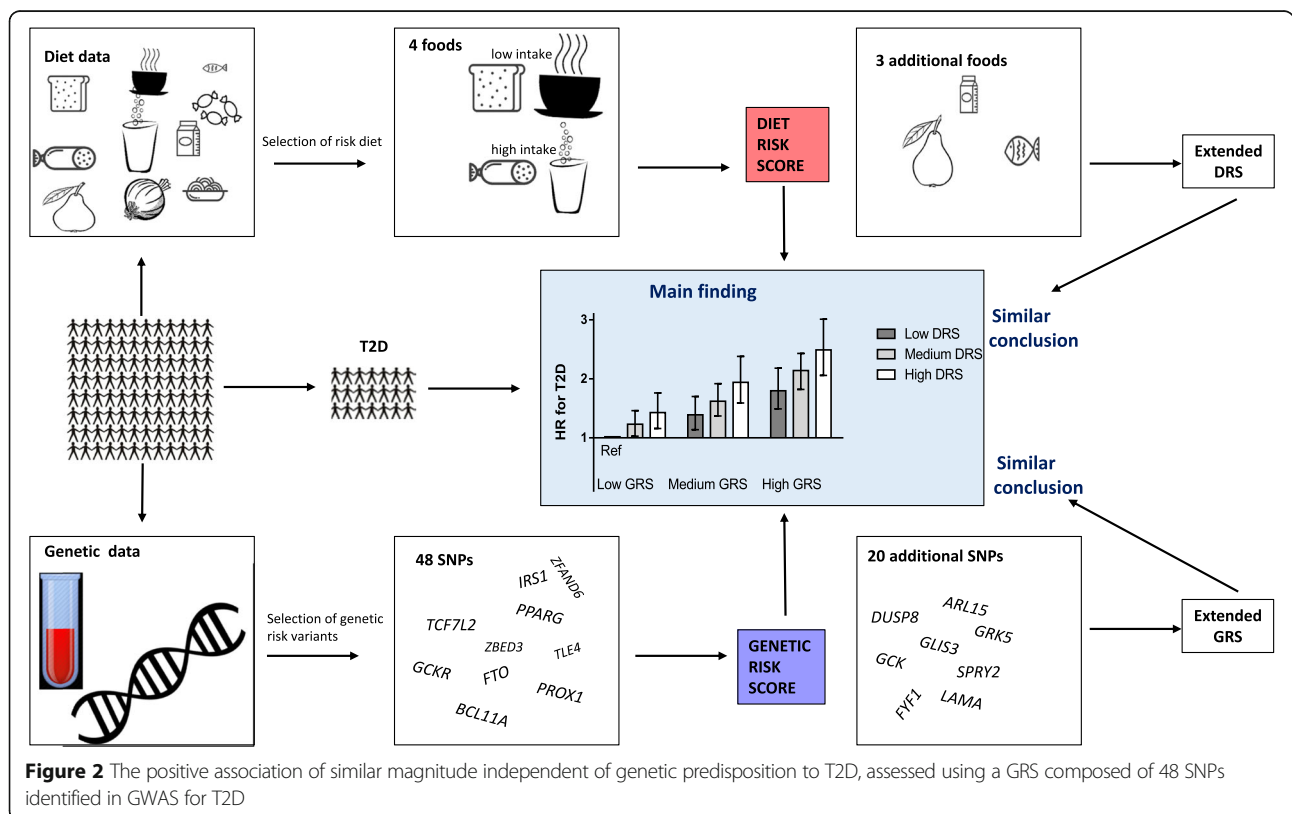 Diet data
Selection of risk diet
4 foods
low intake
high intake
DIET
RISK
SCORE
3 additional foods
Extended
DRS
T2D
Main finding
HR for T2D
3
2
1
Ref
Low GRS Medium GRS High GRS
Low DRS
Medium DRS
High DRS
Similar
conclusion
Similar
conclusion
Genetic data
Selection of genetic
risk variants
48 SNPs
IRS1
ZFAND6
PPARG
TCF7L2
ZBED3
TLE4
GCKR
FTO
PROX1
BCL11A
GENETIC
RISK
SCORE
20 additional SNPs
ARL15
DUSP8
GRK5
GLIS3
GCK
SPRY2
FYF1
LAMA
Extended
GRS
Figure 2 The positive association of similar magnitude independent of genetic predisposition to T2D, assessed using a GRS composed of 48 SNPs
identified in GWAS for T2D